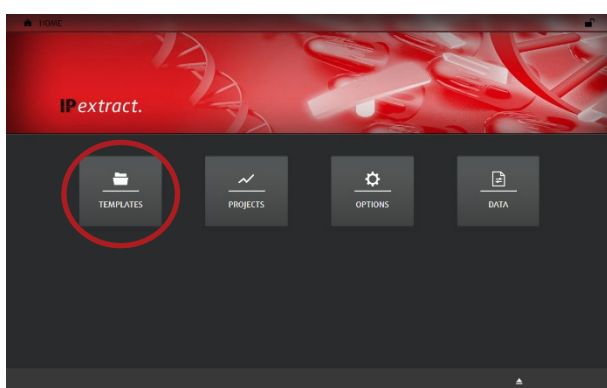 HOME
IPextract.
TEMPLATES
PROJECTS
OPTIONS
DATA